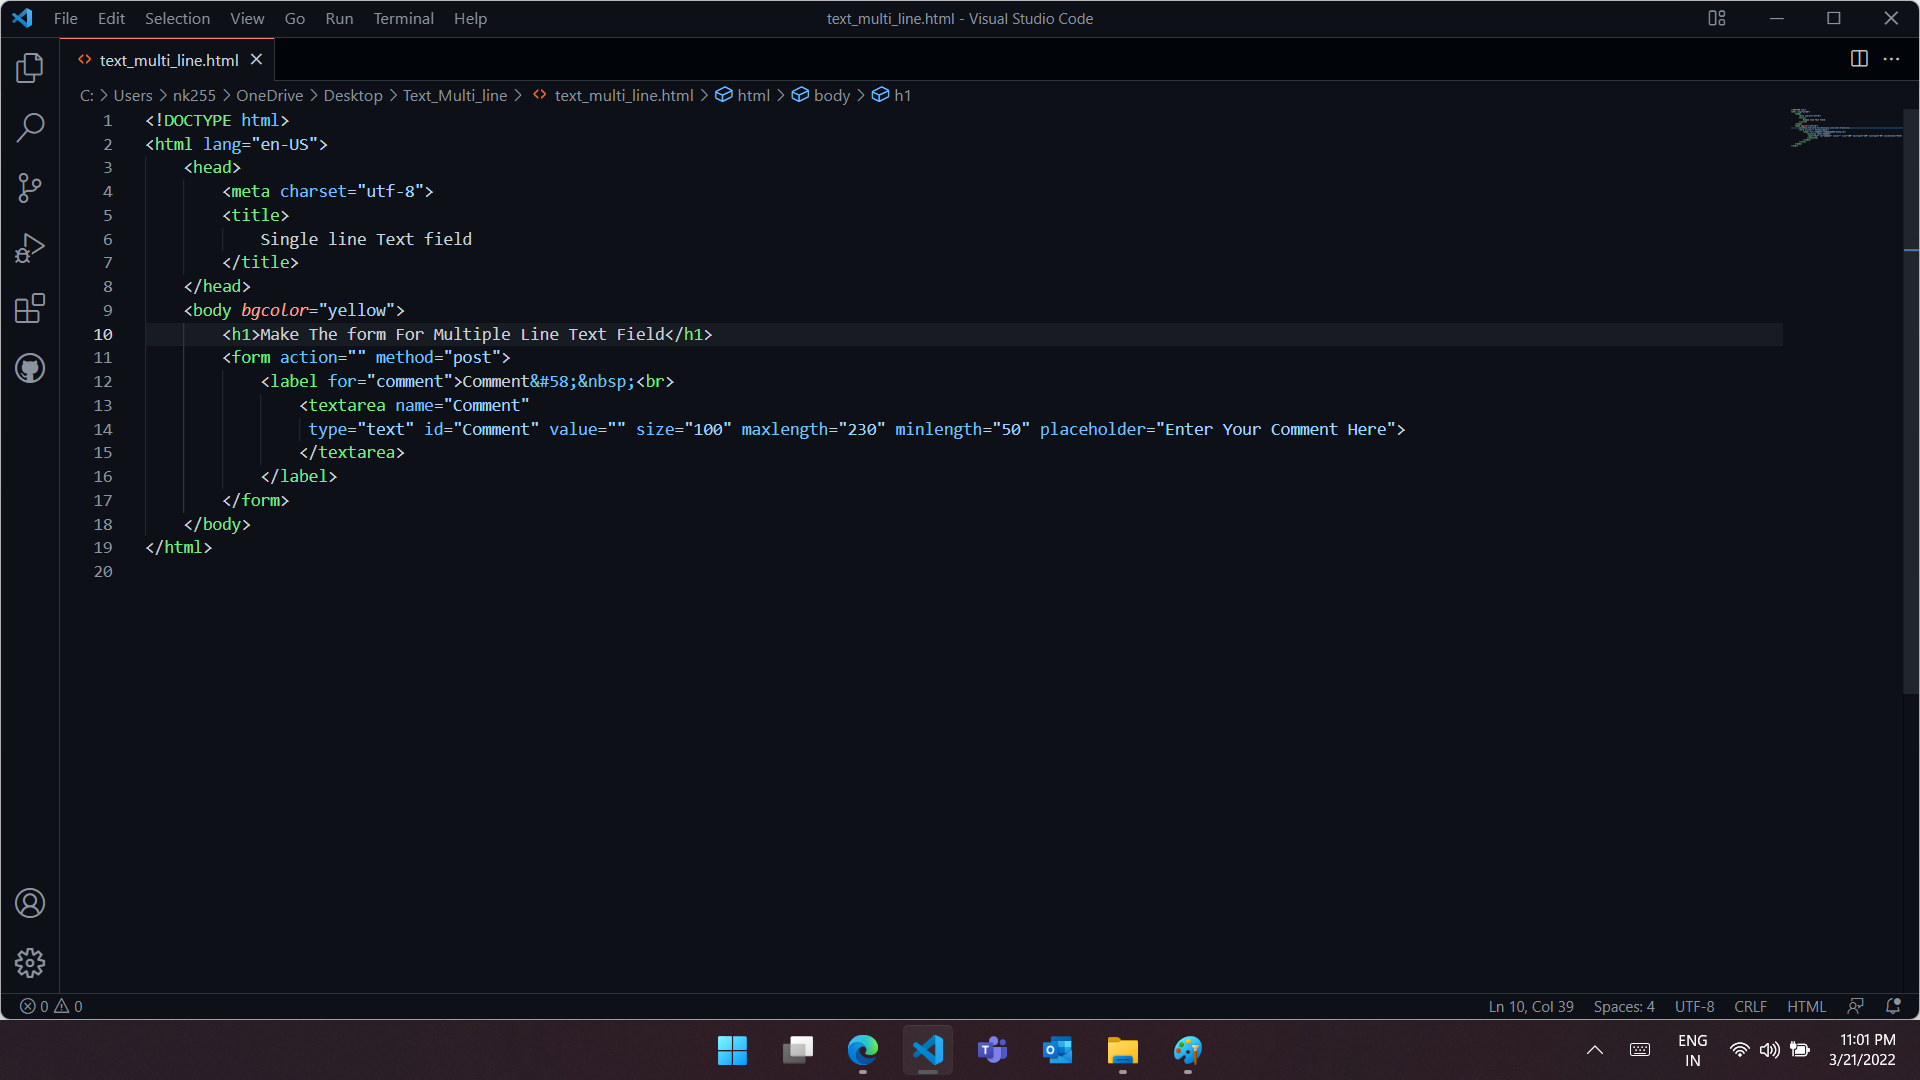 File Edit Selection View Go Run Terminal Help text_multi_line.html - Visual Studio Code
text_multi_line.html
C: > Users > nk255 > OneDrive > Desktop > Text_Multi_line > text_multi_line.html > html > body > h1
1 <!DOCTYPE html>
2 <html lang="en-US">
3 <head>
4 <meta charset="utf-8">
5 <title>
6 Single line Text field
7 </title>
8 </head>
9 <body bgcolor="yellow">
10 <h1>Make The form For Multiple Line Text Field</h1>
11 <form action="" method="post">
12 <label for="comment">Comment&#58;&nbsp;<br>
13 <textarea name="Comment"
14 type="text" id="Comment" value="" size="100" maxlength="230" minlength="50" placeholder="Enter Your Comment Here">
15 </textarea>
16 </label>
17 </form>
18 </body>
19 </html>
20
0 0 Ln 10, Col 39 Spaces: 4 UTF-8 CRLF HTML
ENG 11:01 PM
IN 3/21/2022